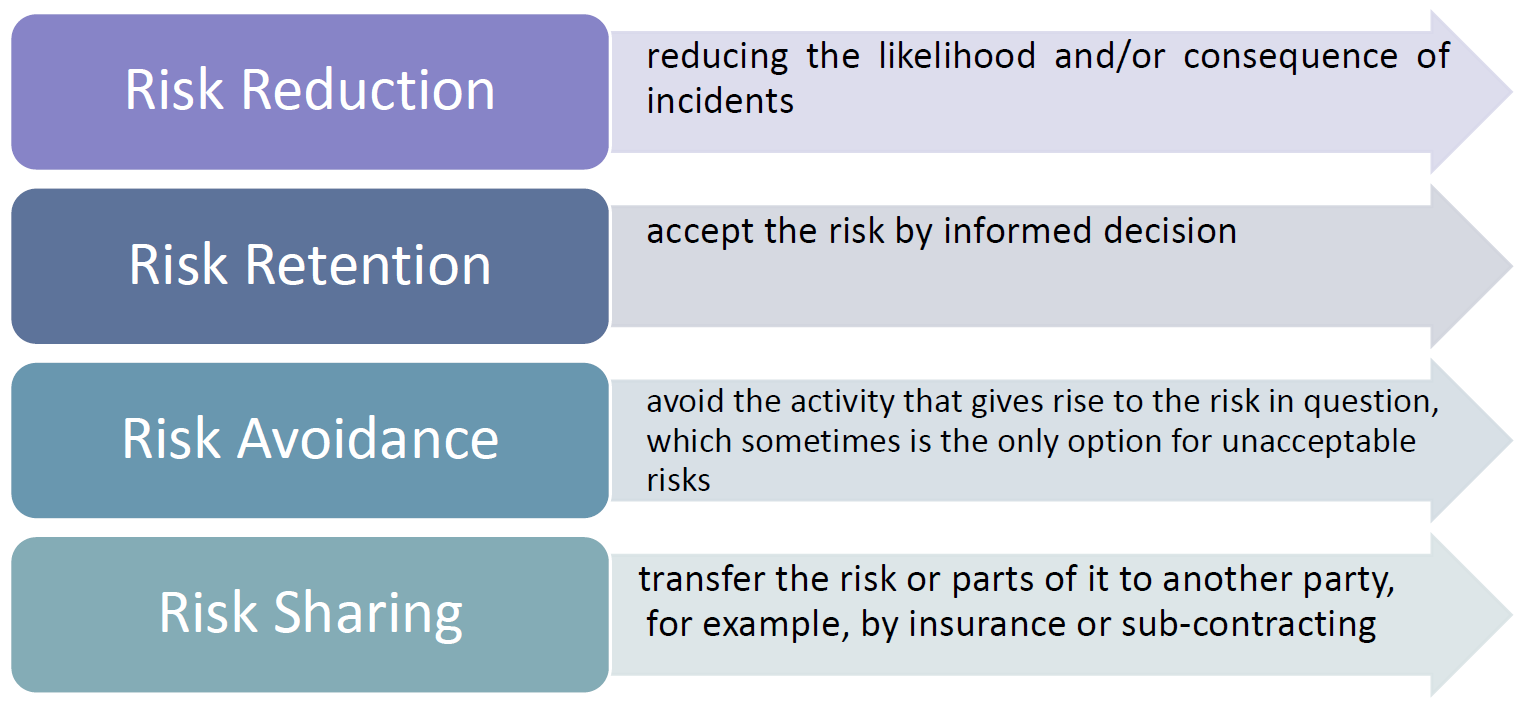 Risk Reduction
reducing the likelihood and/or consequence of
incidents
Risk Retention
accept the risk by informed decision
Risk Avoidance
avoid the activity that gives rise to the risk in question,
which sometimes is the only option for unacceptable
risks
Risk Sharing
transfer the risk or parts of it to another party,
for example, by insurance or sub-contracting